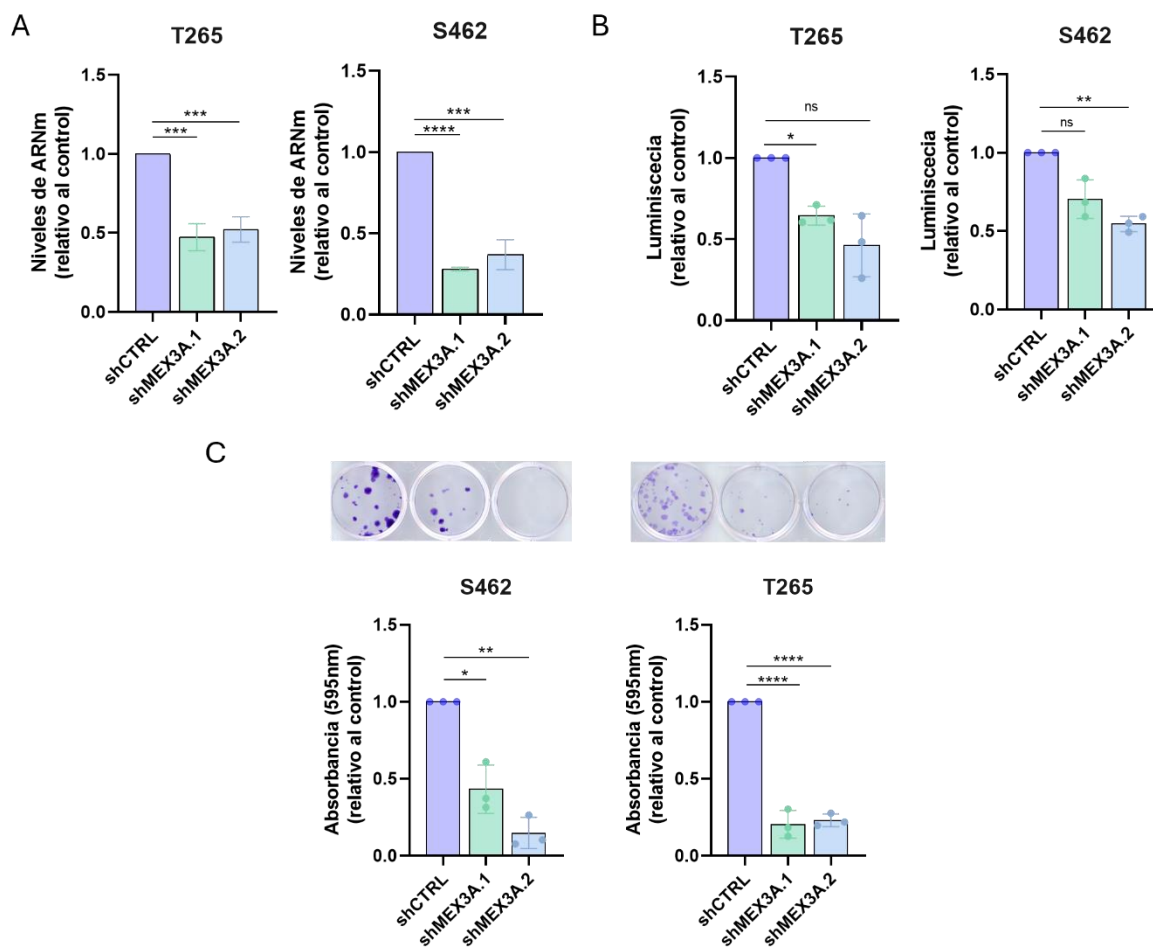 A
T265
Niveles de ARNm
(relativo al control)
1.5
1.0
0.5
0.0
***
***
shCTRL
shMEX3A.1
shMEX3A.2
S462
Niveles de ARNm
(relativo al control)
1.5
1.0
0.5
0.0
***
****
shCTRL
shMEX3A.1
shMEX3A.2
B
T265
Luminiscecia
(relativo al control)
1.5
1.0
0.5
0.0
ns
*
shCTRL
shMEX3A.1
shMEX3A.2
S462
Luminiscecia
(relativo al control)
1.5
1.0
0.5
0.0
**
ns
shCTRL
shMEX3A.1
shMEX3A.2
C
S462
Absorbancia (595nm)
(relativo al control)
1.5
1.0
0.5
0.0
**
*
shCTRL
shMEX3A.1
shMEX3A.2
T265
Absorbancia (595nm)
(relativo al control)
1.5
1.0
0.5
0.0
****
****
shCTRL
shMEX3A.1
shMEX3A.2